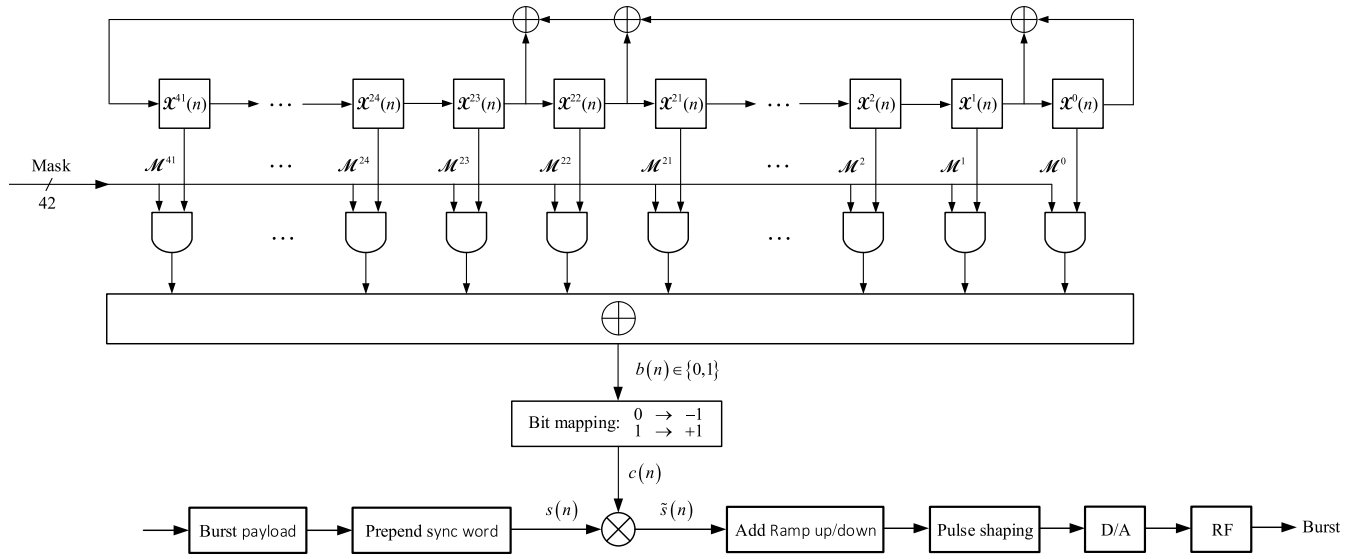 𝒳⁴¹(n) ⋯ 𝒳²⁴(n) 𝒳²³(n) 𝒳²²(n) 𝒳²¹(n) ⋯ 𝒳²(n) 𝒳¹(n) 𝒳⁰(n)
Mask ℳ⁴¹ ⋯ ℳ²⁴ ℳ²³ ℳ²² ℳ²¹ ⋯ ℳ² ℳ¹ ℳ⁰
42
⋯ ⋯
b(n)∈{0,1}
Bit mapping: 0 → −1
1 → +1
c(n)
s(n) s̃(n)
Burst payload Prepend sync word Add Ramp up/down Pulse shaping D/A RF Burst